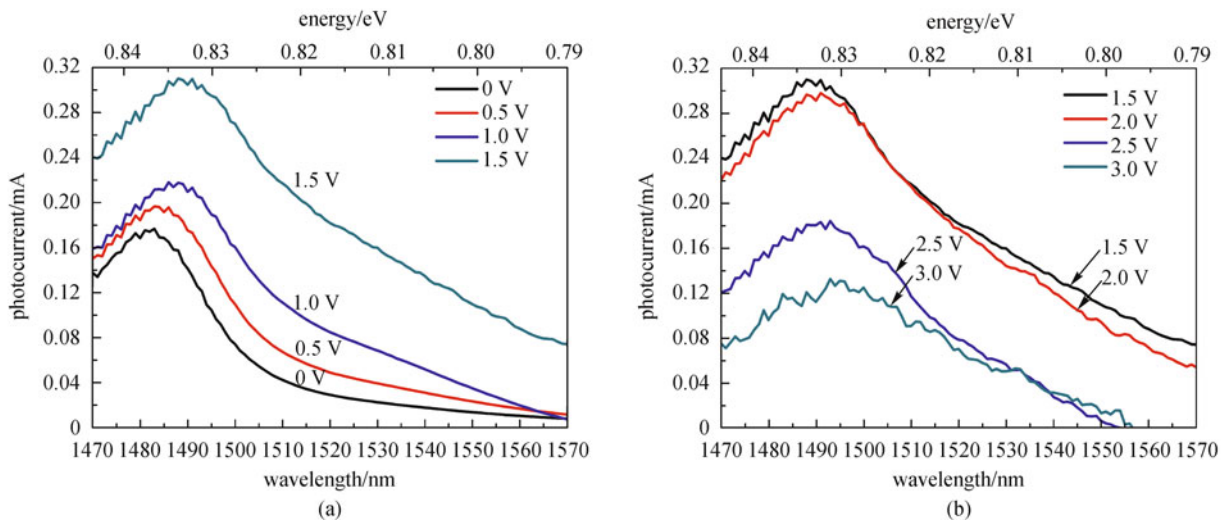 energy/eV
0.84 0.83 0.82 0.81 0.80 0.79
0.32
0.28
0.24
0.20
0.16
0.12
0.08
0.04
0
photocurrent/mA
0 V
0.5 V
1.0 V
1.5 V
1.5 V
1.0 V
0.5 V
0 V
1470 1480 1490 1500 1510 1520 1530 1540 1550 1560 1570
wavelength/nm
(a)
energy/eV
0.84 0.83 0.82 0.81 0.80 0.79
0.32
0.28
0.24
0.20
0.16
0.12
0.08
0.04
0
photocurrent/mA
1.5 V
2.0 V
2.5 V
3.0 V
2.5 V
3.0 V
1.5 V
2.0 V
1470 1480 1490 1500 1510 1520 1530 1540 1550 1560 1570
wavelength/nm
(b)